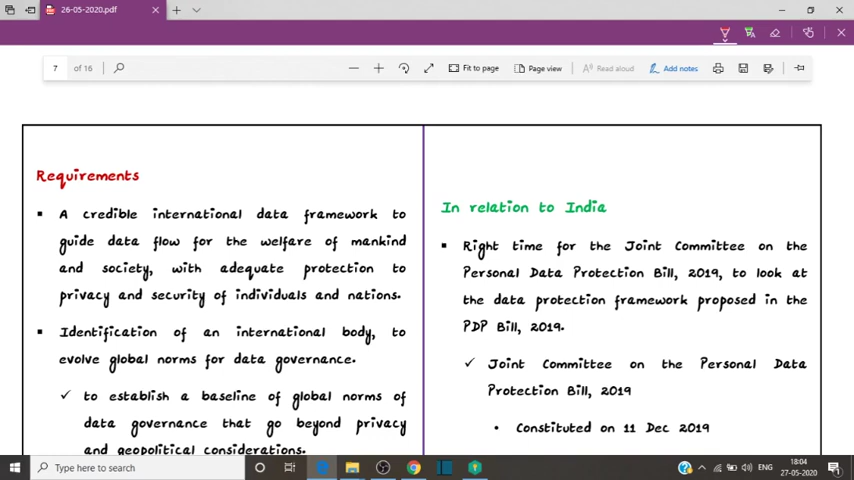 26-05-2020.pdf
7 of 16
Fit to page
Page view
Read aloud
Add notes
Requirements
▪ A credible international data framework to
guide data flow for the welfare of mankind
and society, with adequate protection to
privacy and security of individuals and nations.
▪ Identification of an international body, to
evolve global norms for data governance.
✓ to establish a baseline of global norms of
data governance that go beyond privacy
and geopolitical considerations.
In relation to India
▪ Right time for the Joint Committee on the
Personal Data Protection Bill, 2019, to look at
the data protection framework proposed in the
PDP Bill, 2019.
✓ Joint Committee on the Personal Data
Protection Bill, 2019
• Constituted on 11 Dec 2019
Type here to search
ENG
18:04
27-05-2020